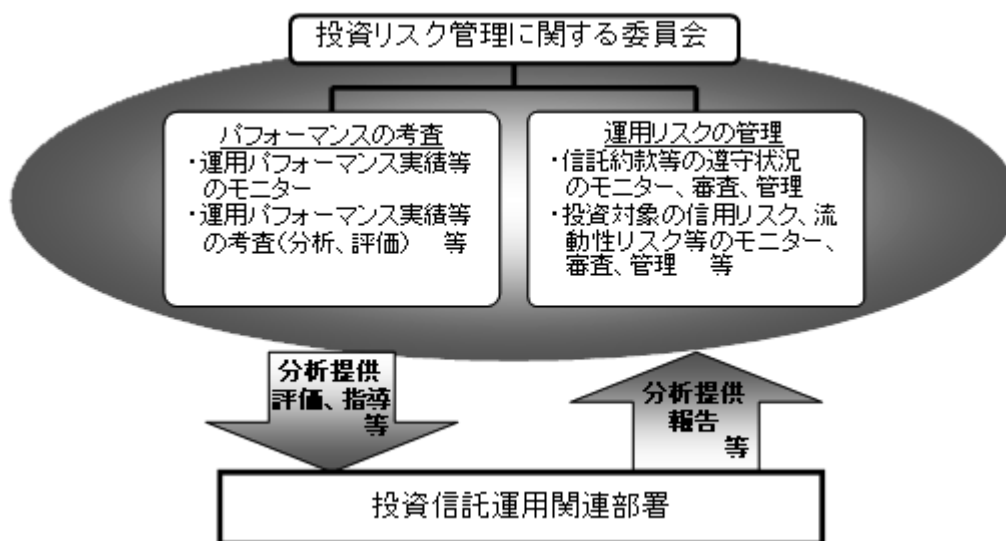 投資リスク管理に関する委員会
パフォーマンスの考査
・運用パフォーマンス実績等
のモニター
・運用パフォーマンス実績等
の考査(分析、評価) 等
運用リスクの管理
・信託約款等の遵守状況
のモニター、審査、管理
・投資対象の信用リスク、流
動性リスク等のモニター、
審査、管理 等
分析提供
評価、指導
等
分析提供
報告
等
投資信託運用関連部署